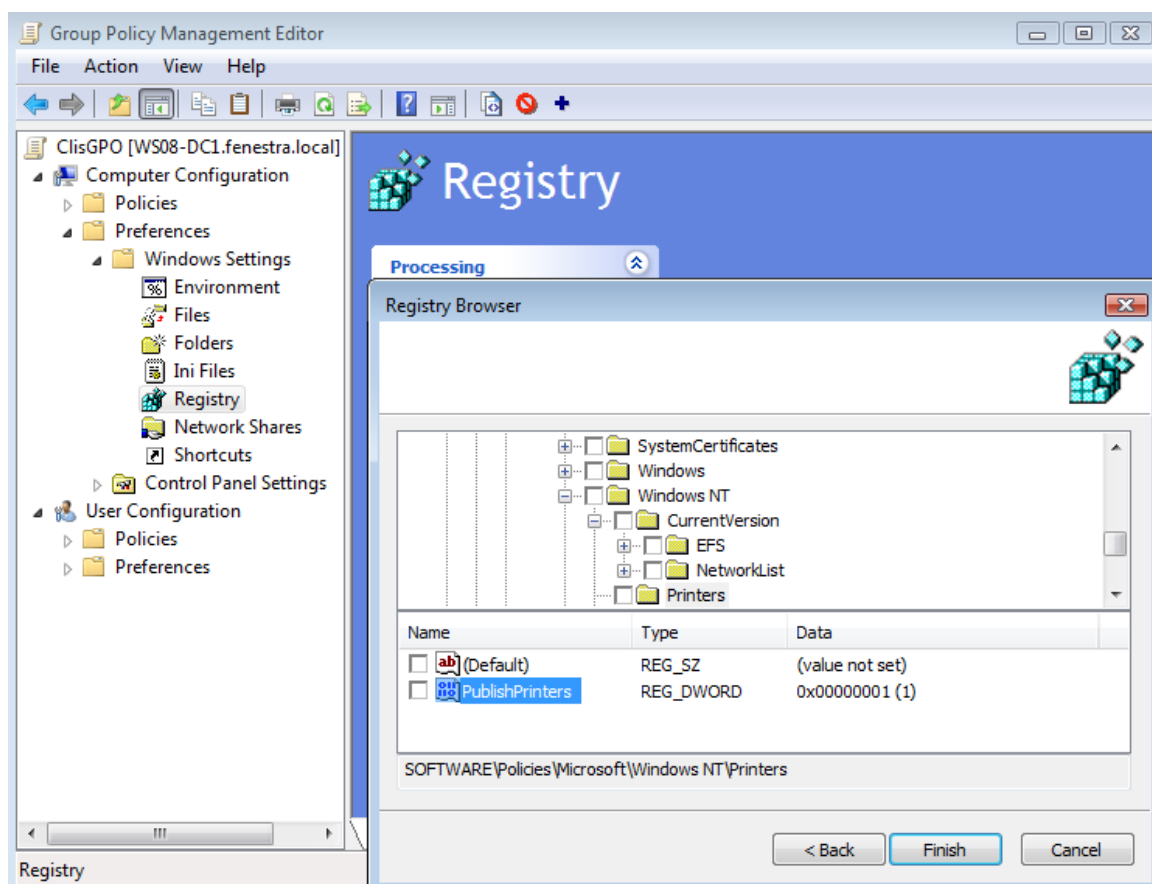 Group Policy Management Editor
File Action View Help
ClisGPO [WS08-DC1.fenestra.local]
Computer Configuration
Policies
Preferences
Windows Settings
Environment
Files
Folders
Ini Files
Registry
Network Shares
Shortcuts
Control Panel Settings
User Configuration
Policies
Preferences
Registry
Registry
Processing
Registry Browser
SystemCertificates
Windows
Windows NT
CurrentVersion
EFS
NetworkList
Printers
Name Type Data
(Default) REG_SZ (value not set)
PublishPrinters REG_DWORD 0x00000001 (1)
SOFTWARE\Policies\Microsoft\Windows NT\Printers
< Back Finish Cancel